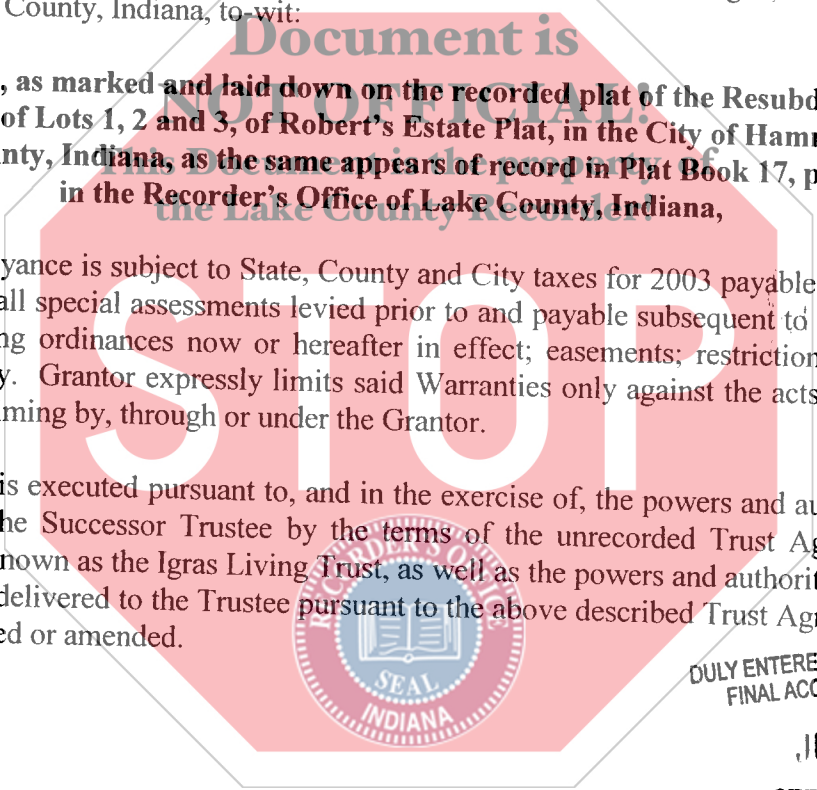 County, Indiana, to-wit:
Document is
, as marked and laid down on the recorded plat of the Resubd
NOT OFFICIAL!
of Lots 1, 2 and 3, of Robert's Estate Plat, in the City of Hamm
This Document is the property of
nty, Indiana, as the same appears of record in Plat Book 17, p
in the Recorder's Office of Lake County, Indiana,
the Lake County Recorder!
yance is subject to State, County and City taxes for 2003 payable
all special assessments levied prior to and payable subsequent to
ng ordinances now or hereafter in effect; easements; restriction
y. Grantor expressly limits said Warranties only against the acts
ming by, through or under the Grantor.
STOP
is executed pursuant to, and in the exercise of, the powers and au
he Successor Trustee by the terms of the unrecorded Trust Ag
nown as the Igras Living Trust, as well as the powers and authorit
delivered to the Trustee pursuant to the above described Trust Agr
ed or amended.
RECORDER'S OFFICE
SEAL
INDIANA
DULY ENTERE
FINAL ACC